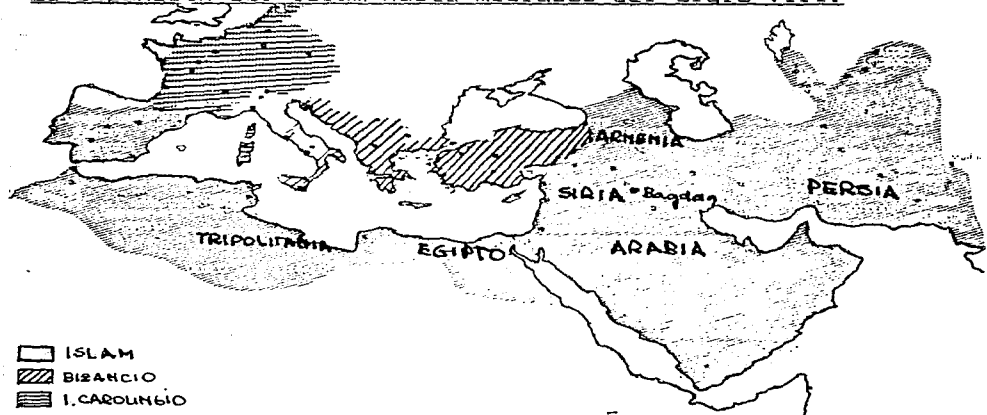 ARMENIA
SIRIA Bagdag
PERSIA
TRIPOLITANIA
EGIPTO
ARABIA
ISLAM
BIZANCIO
I. CAROLINGIO